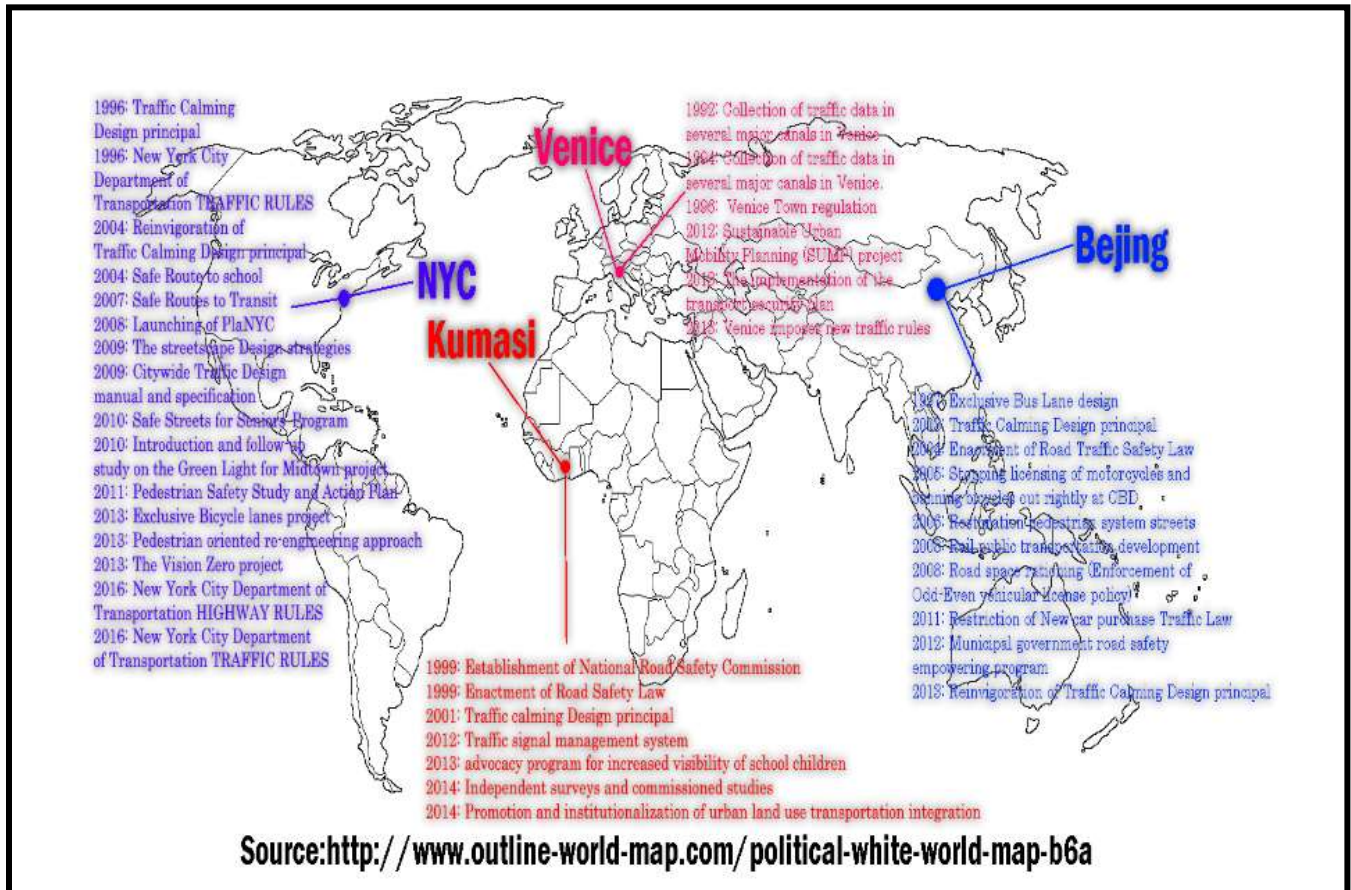 1996: Traffic Calming
Design principal
1996: New York City
Department of
Transportation TRAFFIC RULES
2004: Reinvigoration of
Traffic Calming Design principal
2004: Safe Route to school
2007: Safe Routes to Transit
2008: Launching of PlaNYC
2009: The streetscape Design strategies
2009: Citywide Traffic Design
manual and specification
2010: Safe Streets for Seniors Program
2010: Introduction and follow-up
study on the Green Light for Midtown project
2011: Pedestrian Safety Study and Action Plan
2013: Exclusive Bicycle lanes project
2013: Pedestrian oriented re-engineering approach
2013: The Vision Zero project
2016: New York City Department of
Transportation HIGHWAY RULES
2016: New York City Department
of Transportation TRAFFIC RULES
NYC
Venice
1992: Collection of traffic data in
several major canals in Venice
1994: Collection of traffic data in
several major canals in Venice.
1996: Venice Town regulation
2012: Sustainable Urban
Mobility Planning (SUMP) project
The implementation of the
transport security plan
2013: Venice imposes new traffic rules
Kumasi
1999: Establishment of National Road Safety Commission
1999: Enactment of Road Safety Law
2001: Traffic calming Design principal
2012: Traffic signal management system
2013: advocacy program for increased visibility of school children
2014: Independent surveys and commissioned studies
2014: Promotion and institutionalization of urban land use transportation integration
Bejing
Exclusive Bus Lane design
Traffic Calming Design principal
2004: Enactment of Road Traffic Safety Law
Stopping licensing of motorcycles and
banning bicycles out rightly at CBD
Restoration pedestrian system streets
2008: Rail public transportation development
2008: Road space rationing (Enforcement of
Odd-Even vehicular license policy)
2011: Restriction of New car purchase Traffic Law
2012: Municipal government road safety
empowering program
2013: Reinvigoration of Traffic Calming Design principal
Source:http://www.outline-world-map.com/political-white-world-map-b6a